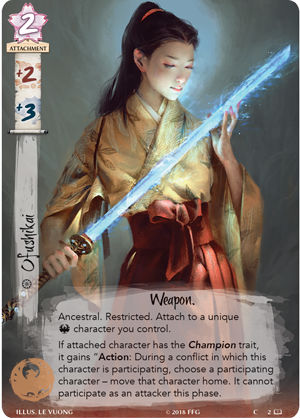 2
ATTACHMENT
+2
+3
Ofushikai
Weapon.
Ancestral. Restricted. Attach to a unique
character you control.
If attached character has the Champion trait,
it gains “Action: During a conflict in which this
character is participating, choose a participating
character – move that character home. It cannot
participate as an attacker this phase.
ILLUS. LE VUONG © 2018 FFG C 2